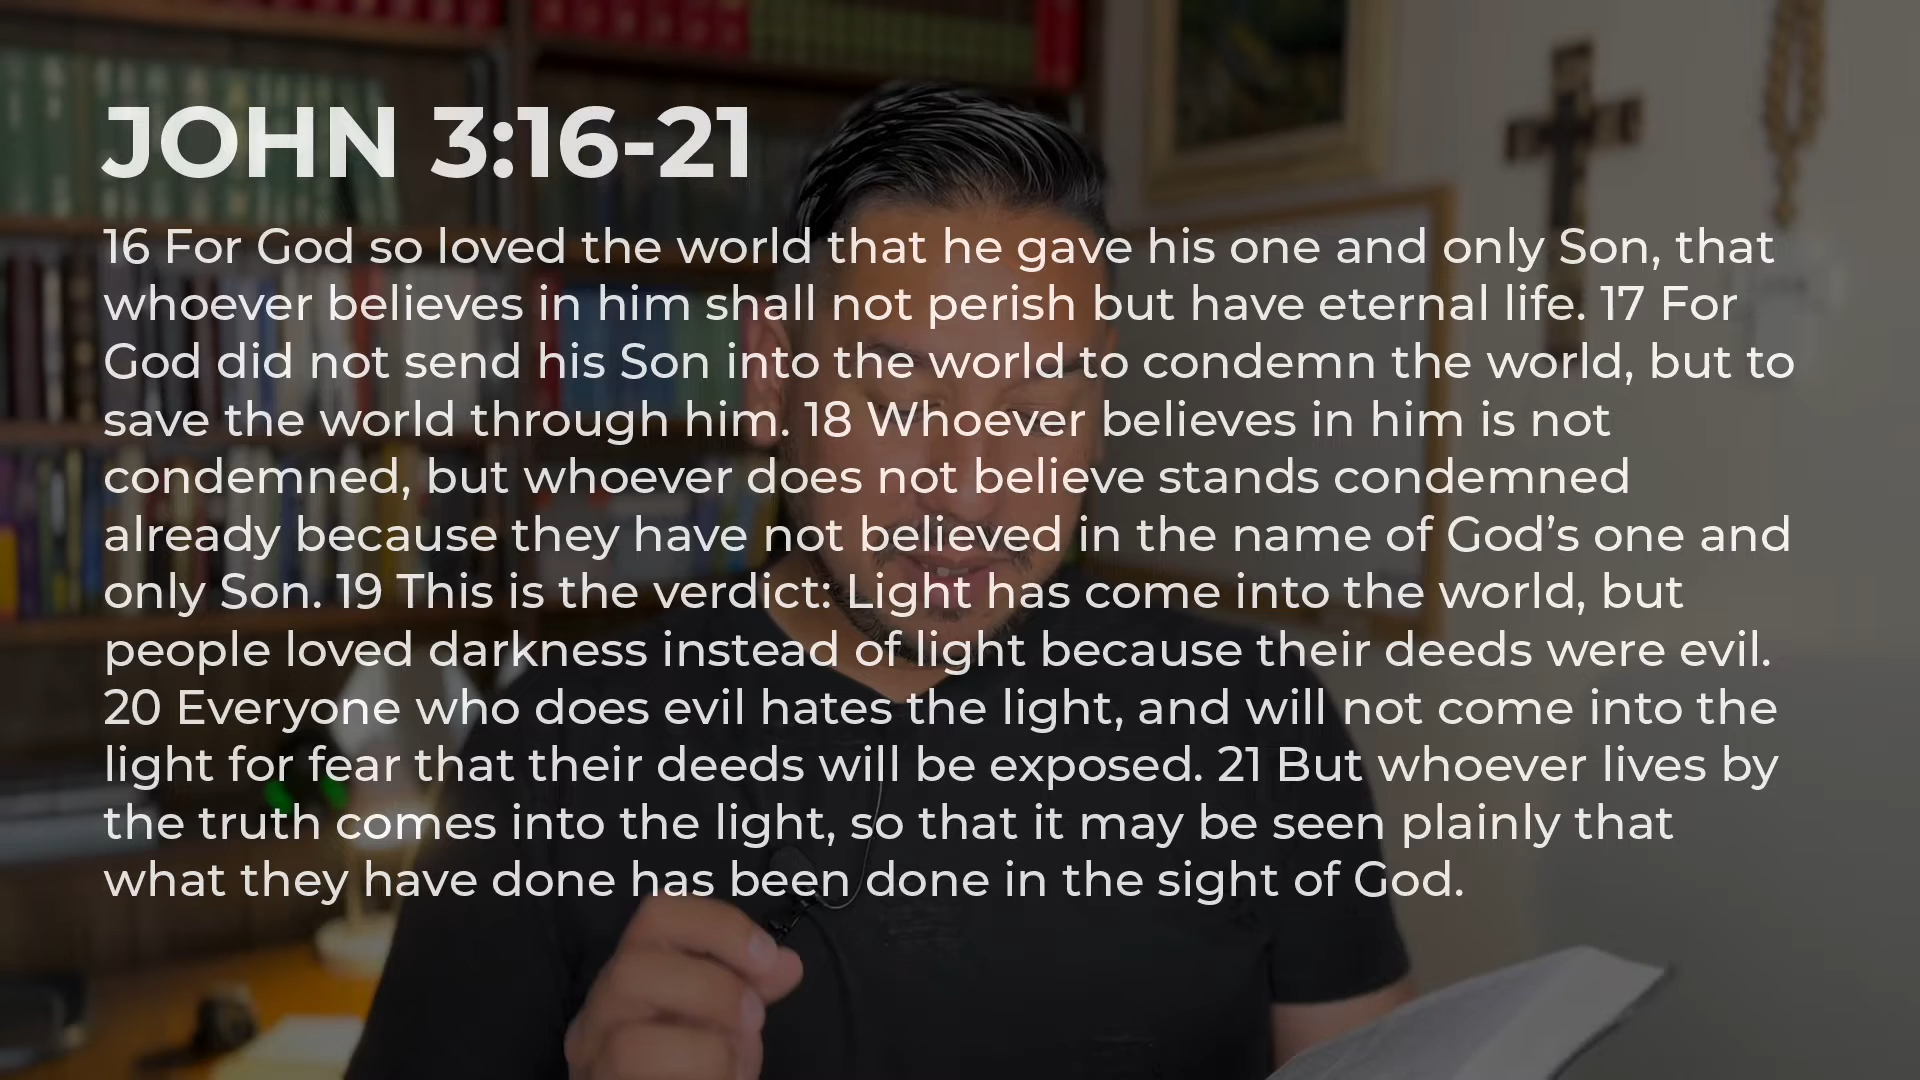 JOHN 3:16-21
16 For God so loved the world that he gave his one and only Son, that
whoever believes in him shall not perish but have eternal life. 17 For
God did not send his Son into the world to condemn the world, but to
save the world through him. 18 Whoever believes in him is not
condemned, but whoever does not believe stands condemned
already because they have not believed in the name of God’s one and
only Son. 19 This is the verdict: Light has come into the world, but
people loved darkness instead of light because their deeds were evil.
20 Everyone who does evil hates the light, and will not come into the
light for fear that their deeds will be exposed. 21 But whoever lives by
the truth comes into the light, so that it may be seen plainly that
what they have done has been done in the sight of God.